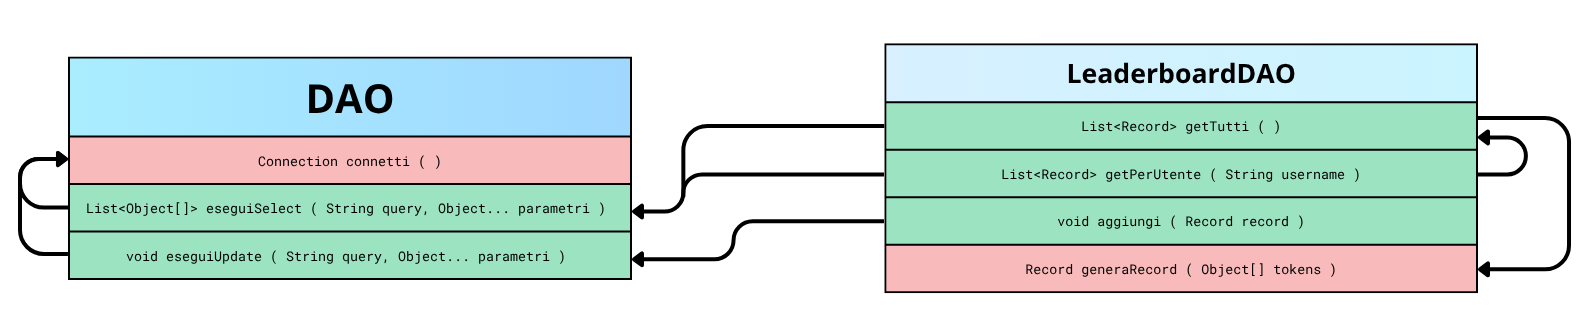 DAO
Connection connetti ( )
List<Object[]> eseguiSelect ( String query, Object... parametri )
void eseguiUpdate ( String query, Object... parametri )
LeaderboardDAO
List<Record> getTutti ( )
List<Record> getPerUtente ( String username )
void aggiungi ( Record record )
Record generaRecord ( Object[] tokens )